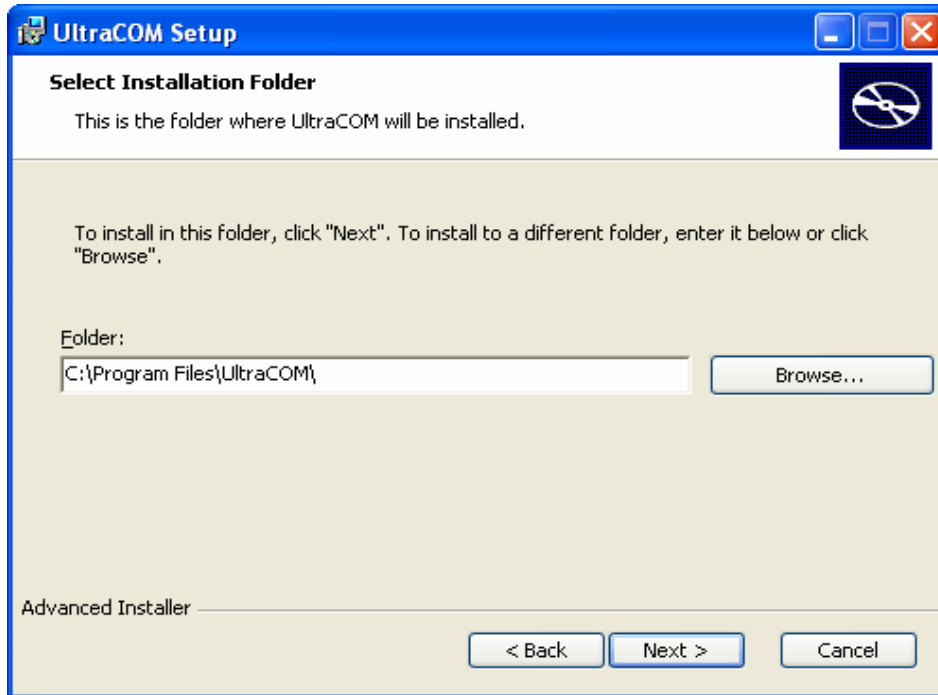 UltraCOM Setup
Select Installation Folder
This is the folder where UltraCOM will be installed.
To install in this folder, click "Next". To install to a different folder, enter it below or click
"Browse".
Folder:
C:\Program Files\UltraCOM\
Browse...
Advanced Installer
< Back
Next >
Cancel